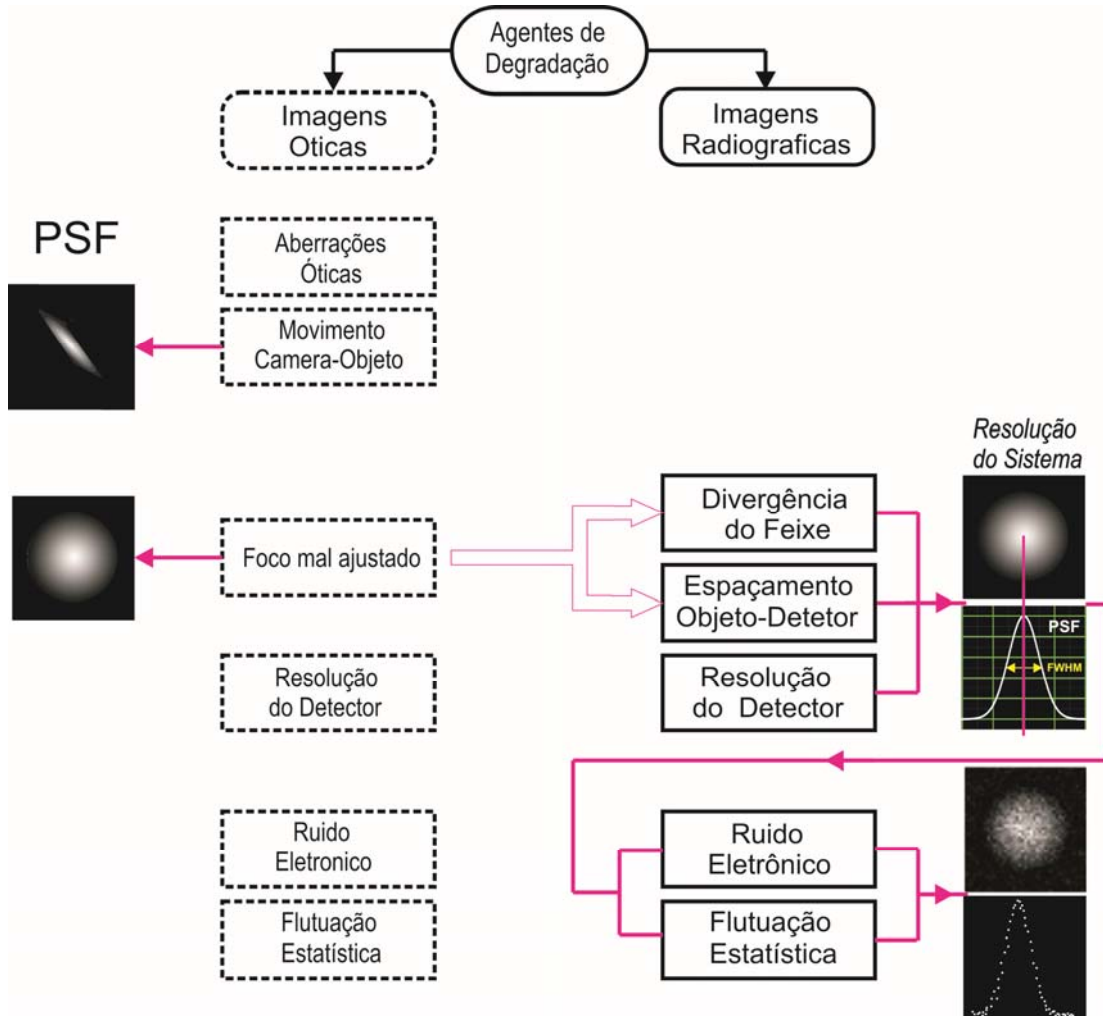 Agentes de
Degradação
Imagens
Oticas
Imagens
Radiograficas
PSF
Aberrações
Óticas
Movimento
Camera-Objeto
Resolução
do Sistema
Foco mal ajustado
Divergência
do Feixe
Espaçamento
Objeto-Detetor
PSF
FWHM
Resolução
do Detector
Resolução
do Detector
Ruido
Eletronico
Ruido
Eletrônico
Flutuação
Estatística
Flutuação
Estatística